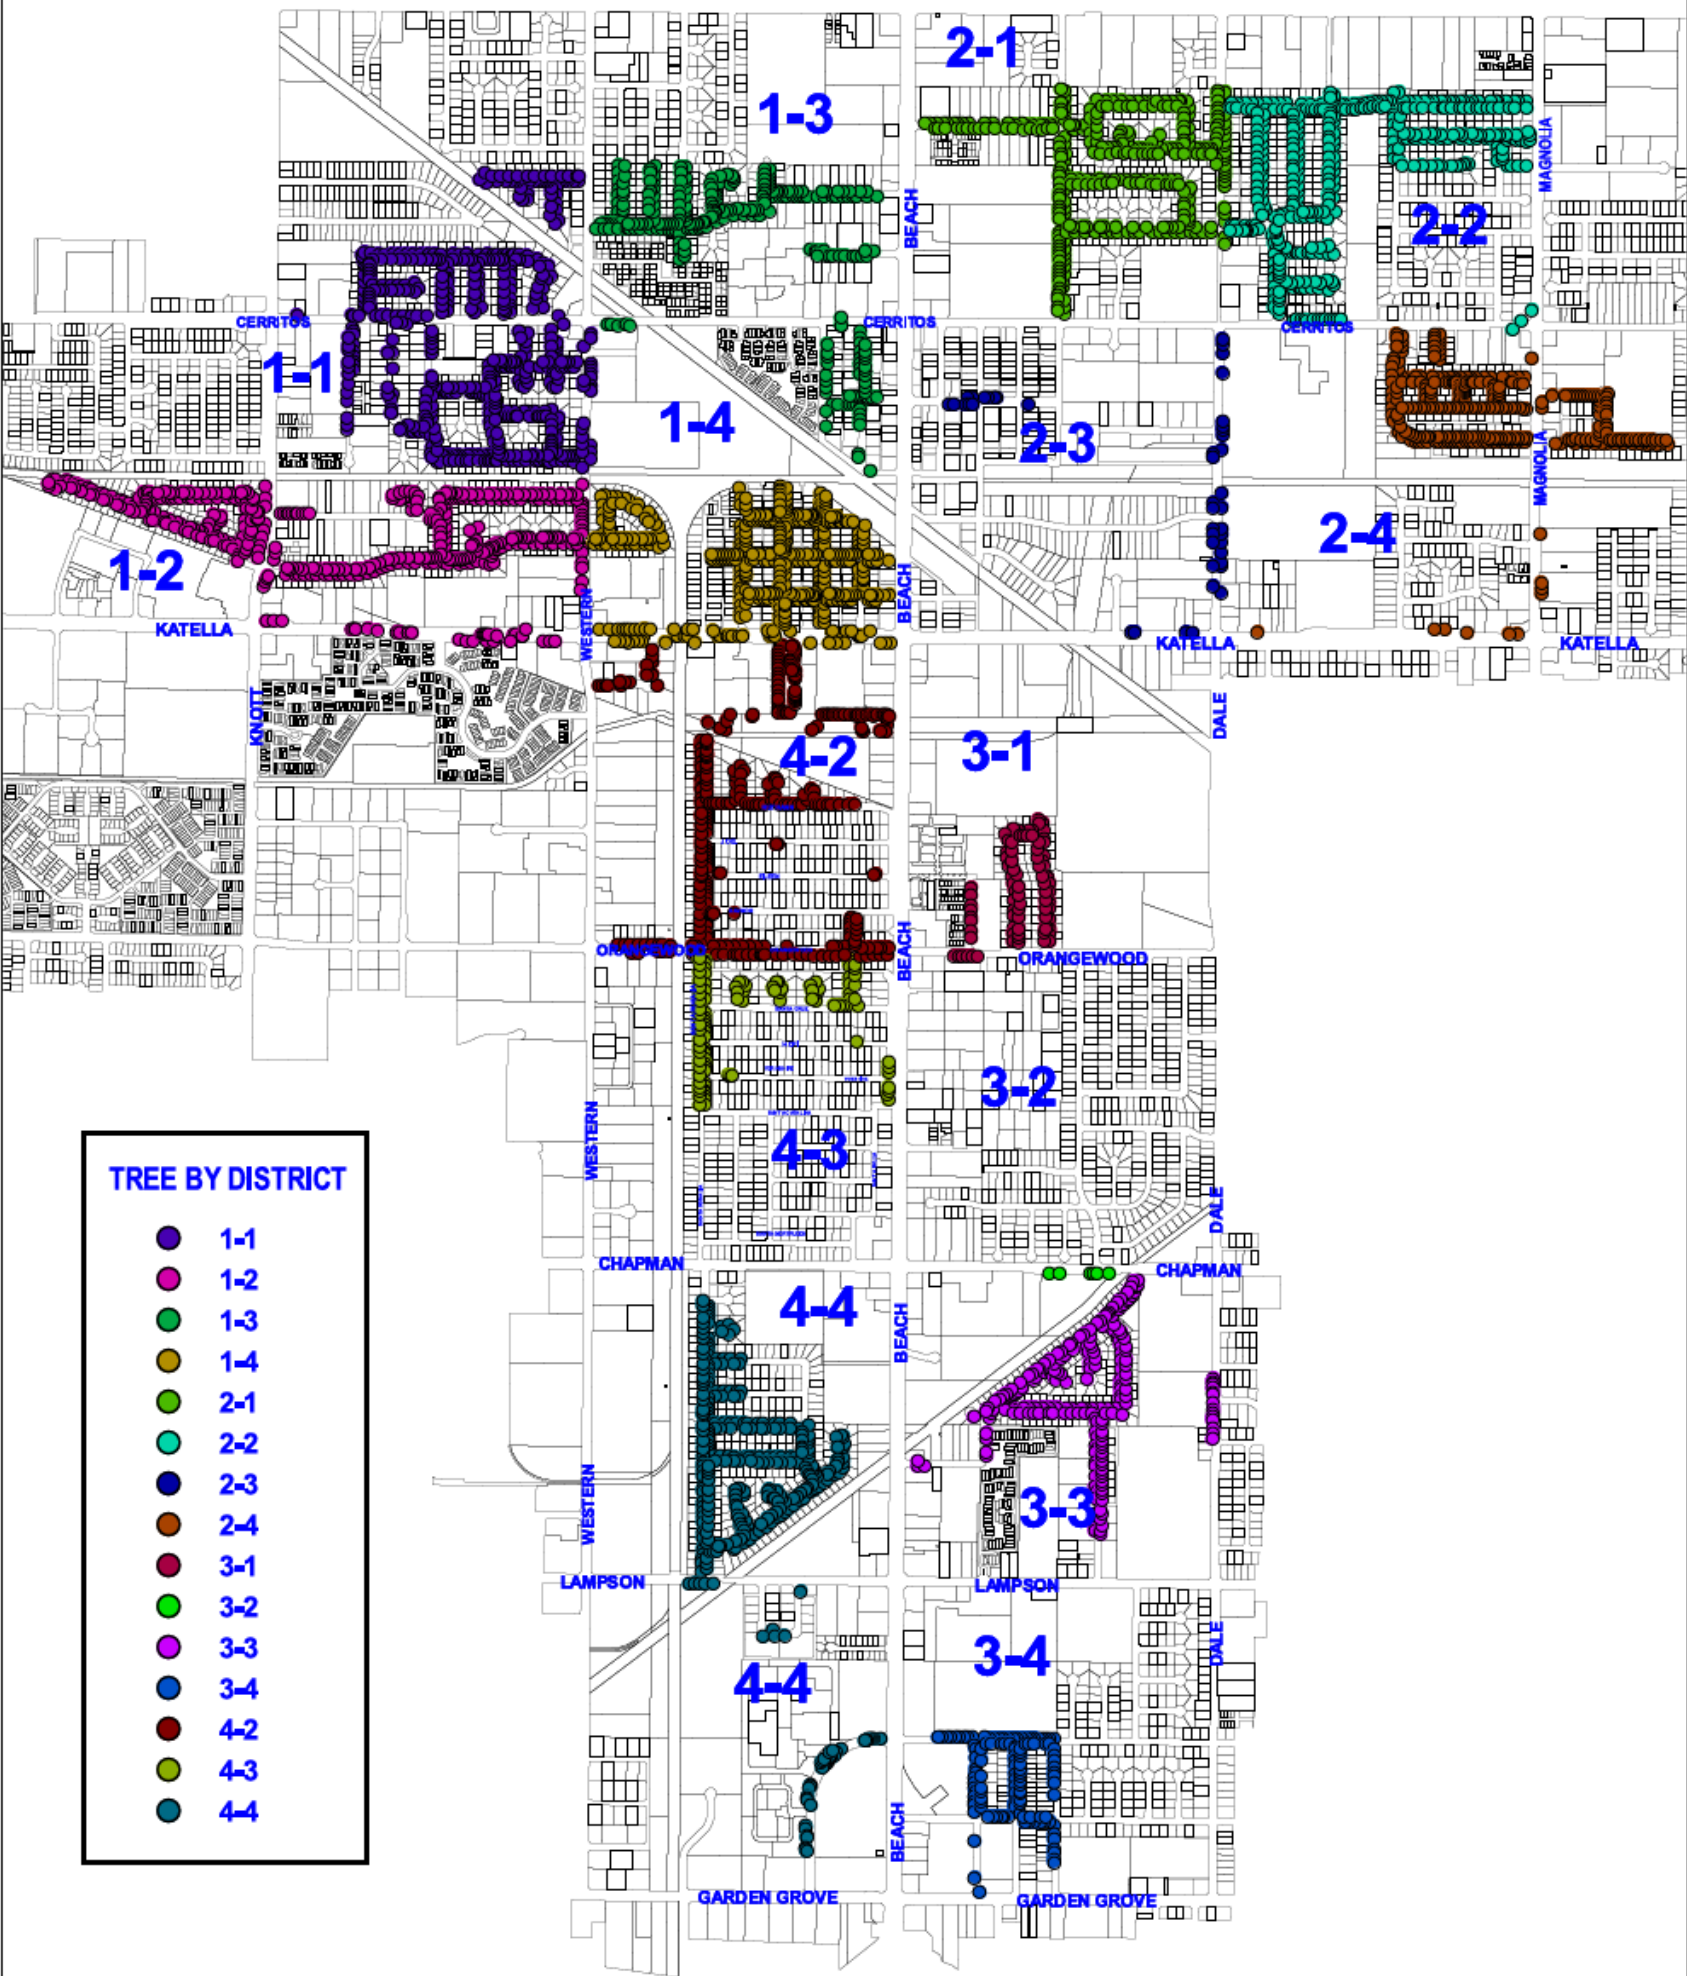 2-1
1-3
MAGNOLIA
BEACH
2-2
CERRITOS
CERRITOS
CERRITOS
1-1
1-4
2-3
MAGNOLIA
2-4
1-2
BEACH
WESTERN
KATELLA
KATELLA
KATELLA
KNOTT
DALE
4-2
3-1
ORANGEWOOD
BEACH
ORANGEWOOD
3-2
WESTERN
4-3
DALE
CHAPMAN
CHAPMAN
4-4
BEACH
WESTERN
3-3
LAMPSON
LAMPSON
DALE
3-4
4-4
BEACH
GARDEN GROVE
GARDEN GROVE
TREE BY DISTRICT
1-1
1-2
1-3
1-4
2-1
2-2
2-3
2-4
3-1
3-2
3-3
3-4
4-2
4-3
4-4